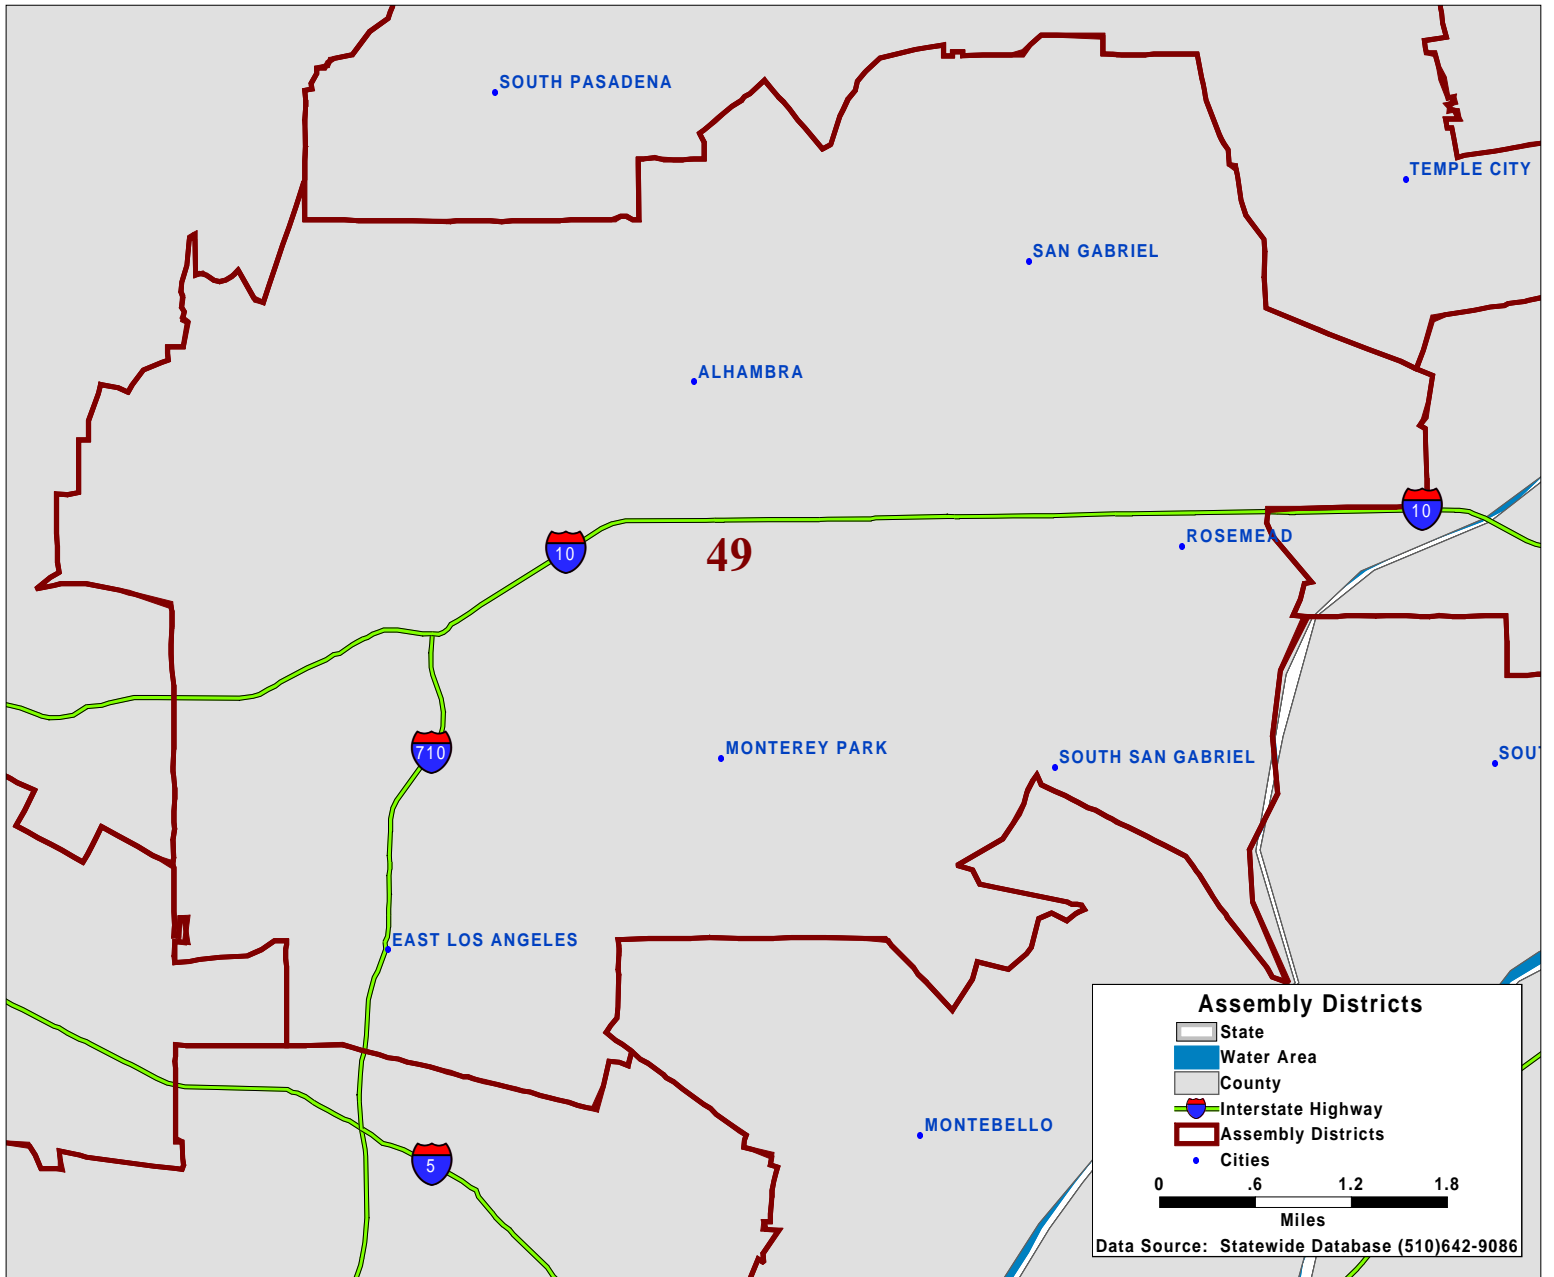 SOUTH PASADENA
TEMPLE CITY
SAN GABRIEL
ALHAMBRA
10
ROSEMEAD
10
49
710
MONTEREY PARK
SOUTH SAN GABRIEL
SOUT
EAST LOS ANGELES
MONTEBELLO
5
Assembly Districts
State
Water Area
County
Interstate Highway
Assembly Districts
Cities
0 .6 1.2 1.8
Miles
Data Source: Statewide Database (510)642-9086